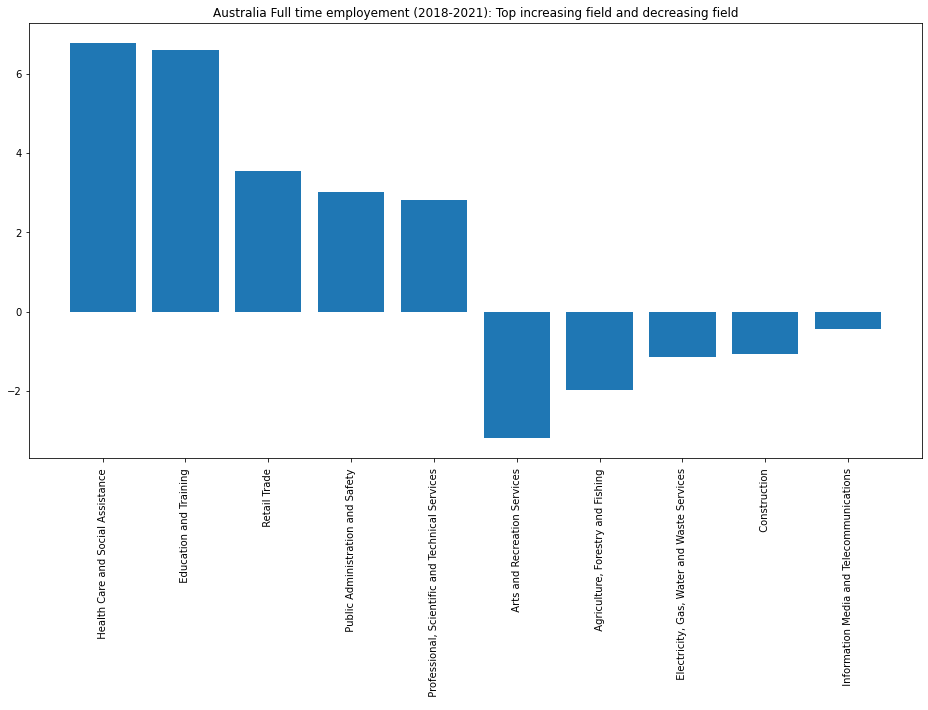 Australia Full time employement (2018-2021): Top increasing field and decreasing field
6
4
2
0
−2
Health Care and Social Assistance
Education and Training
Retail Trade
Public Administration and Safety
Professional, Scientific and Technical Services
Arts and Recreation Services
Agriculture, Forestry and Fishing
Electricity, Gas, Water and Waste Services
Construction
Information Media and Telecommunications